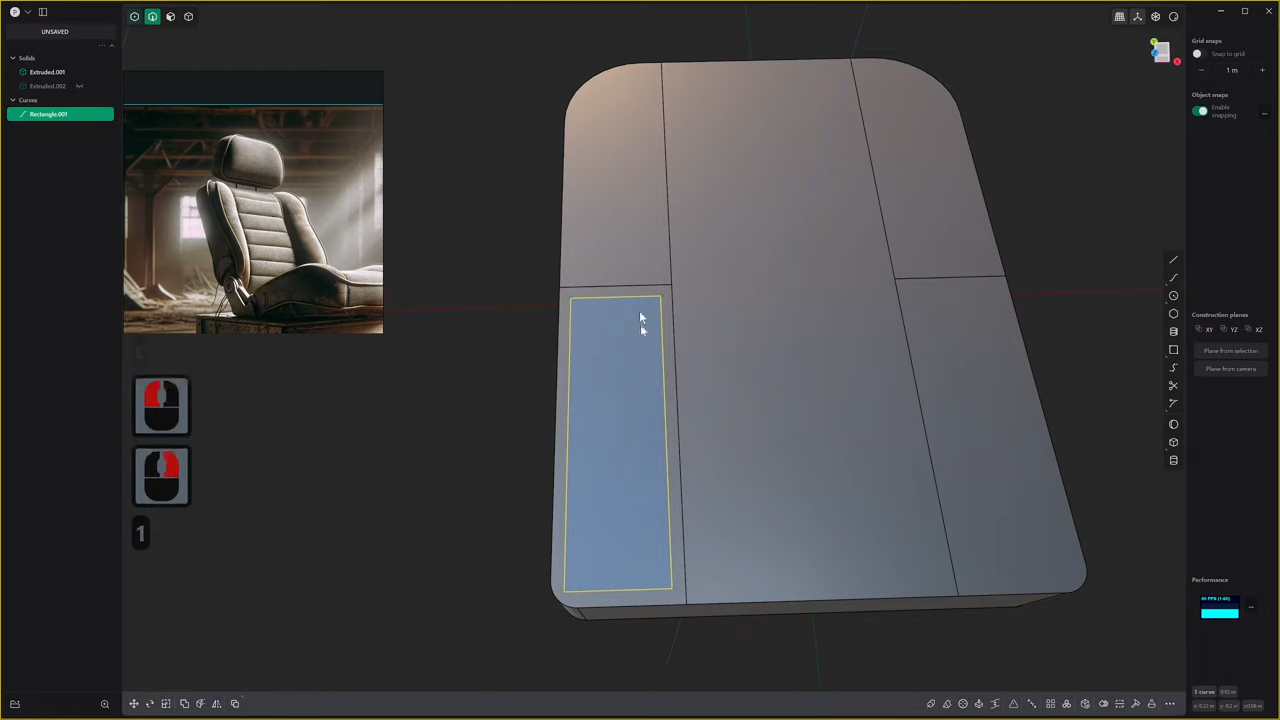 UNSAVED
Solids
Extruded.001
Extruded.002
Curves
Rectangle.001
1
Grid snaps
Snap to grid
1 m
Object snaps
Enable
snapping
Construction planes
XY
YZ
XZ
Plane from selection
Plane from camera
Performance
1 curve